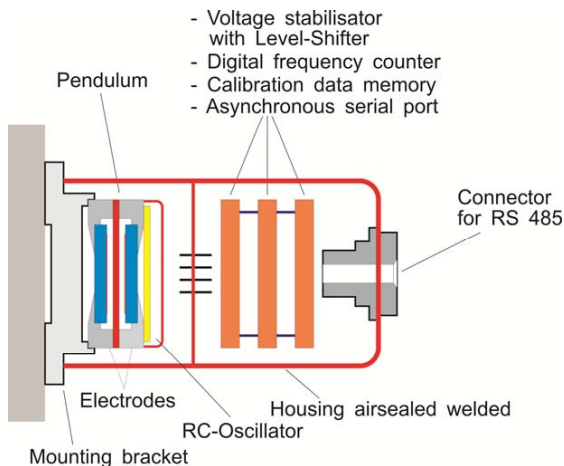 - Voltage stabilisator
with Level-Shifter
- Digital frequency counter
- Calibration data memory
- Asynchronous serial port
Pendulum
Connector
for RS 485
Electrodes
Housing airsealed welded
RC-Oscillator
Mounting bracket